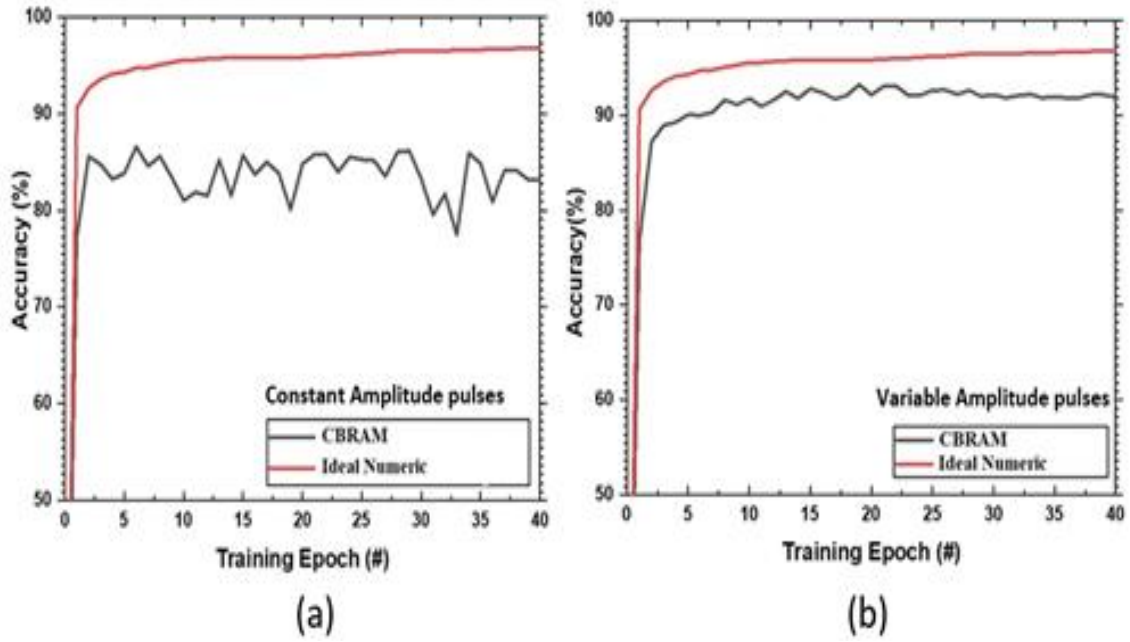 100
90
80
70
60
50
Accuracy (%)
Constant Amplitude pulses
CBRAM
Ideal Numeric
0 5 10 15 20 25 30 35 40
Training Epoch (#)
(a)
100
90
80
70
60
50
Accuracy(%)
Variable Amplitude pulses
CBRAM
Ideal Numeric
0 5 10 15 20 25 30 35 40
Training Epoch (#)
(b)